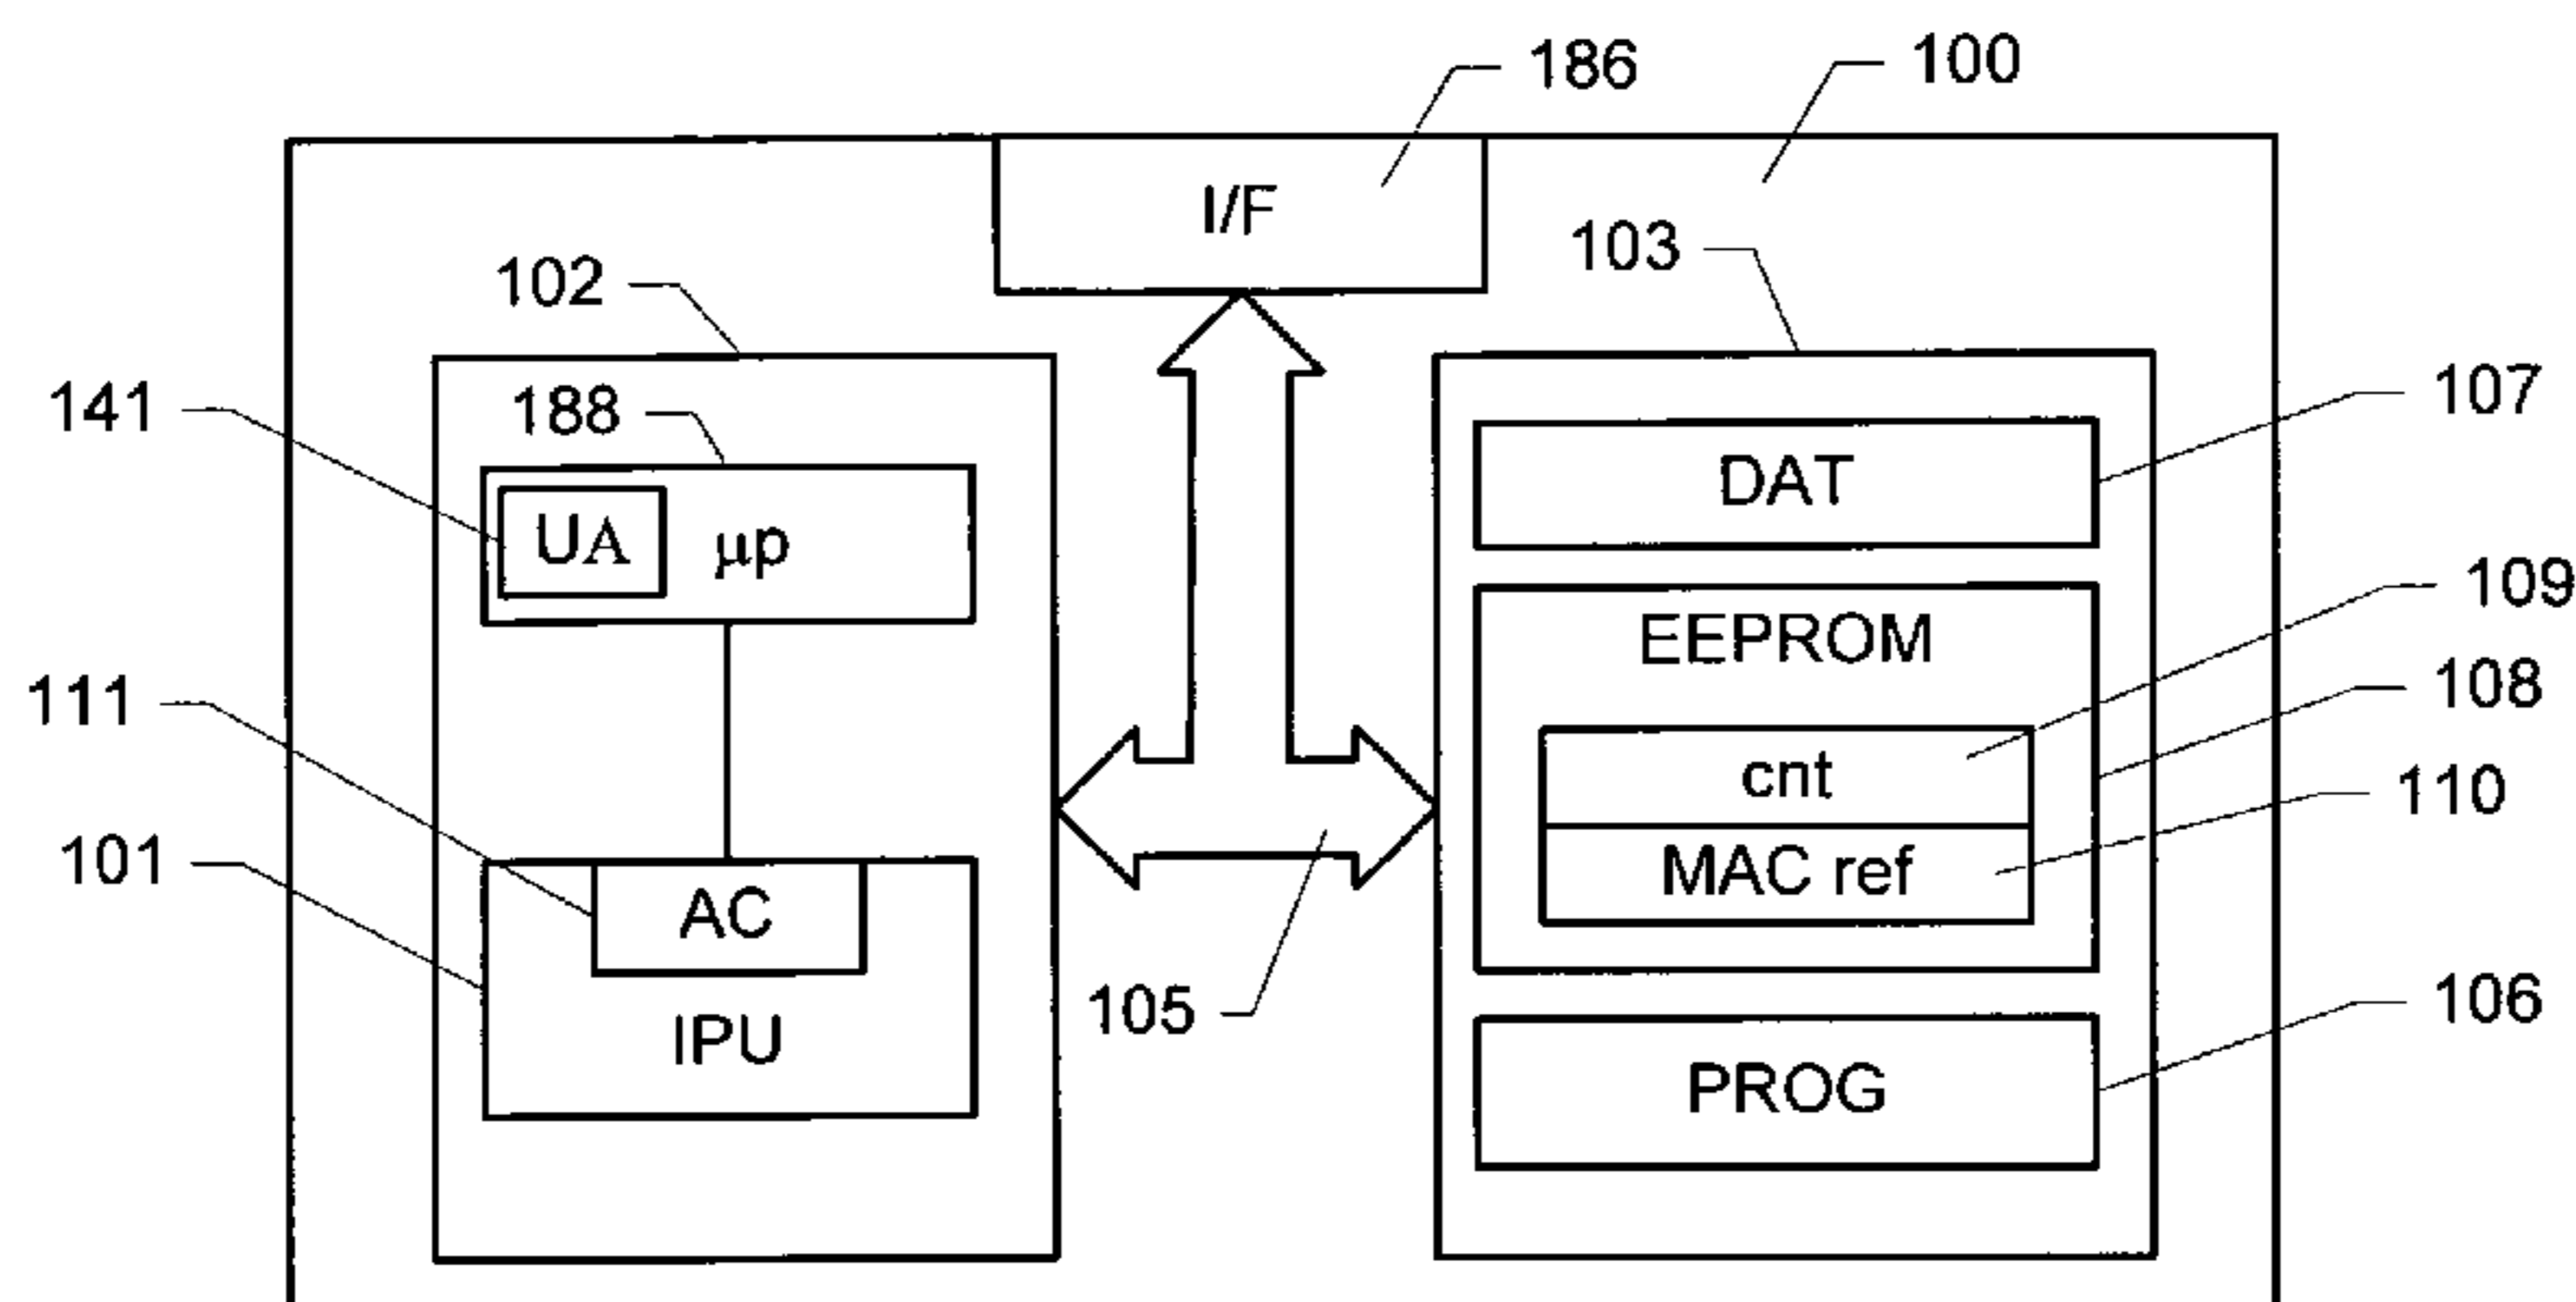 186
100
I/F
103
102
107
141
188
DAT
UA μp
109
EEPROM
108
111
cnt
110
101
MAC ref
AC
105
106
IPU
PROG